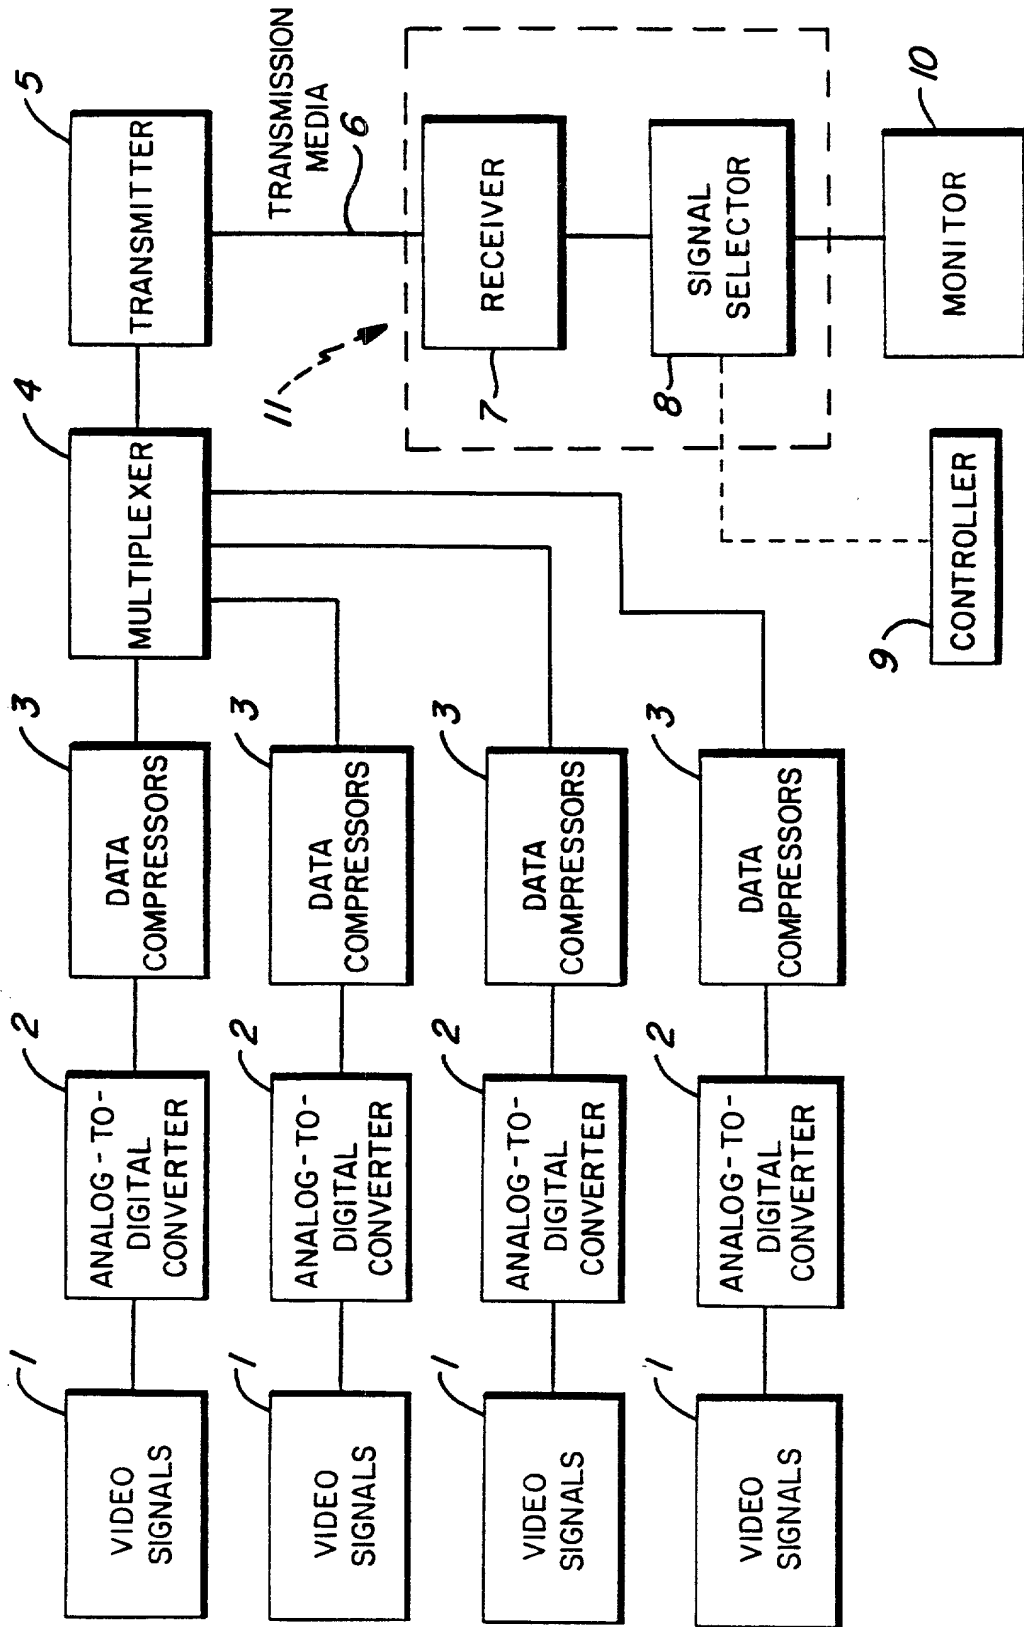 1
VIDEO
SIGNALS
2
ANALOG-TO-
DIGITAL
CONVERTER
3
DATA
COMPRESSORS
4
MULTIPLEXER
5
TRANSMITTER
1
VIDEO
SIGNALS
2
ANALOG-TO-
DIGITAL
CONVERTER
3
DATA
COMPRESSORS
TRANSMISSION
MEDIA
6
1
VIDEO
SIGNALS
2
ANALOG-TO-
DIGITAL
CONVERTER
3
DATA
COMPRESSORS
11
7
RECEIVER
1
VIDEO
SIGNALS
2
ANALOG-TO-
DIGITAL
CONVERTER
3
DATA
COMPRESSORS
8
SIGNAL
SELECTOR
9
CONTROLLER
10
MONITOR